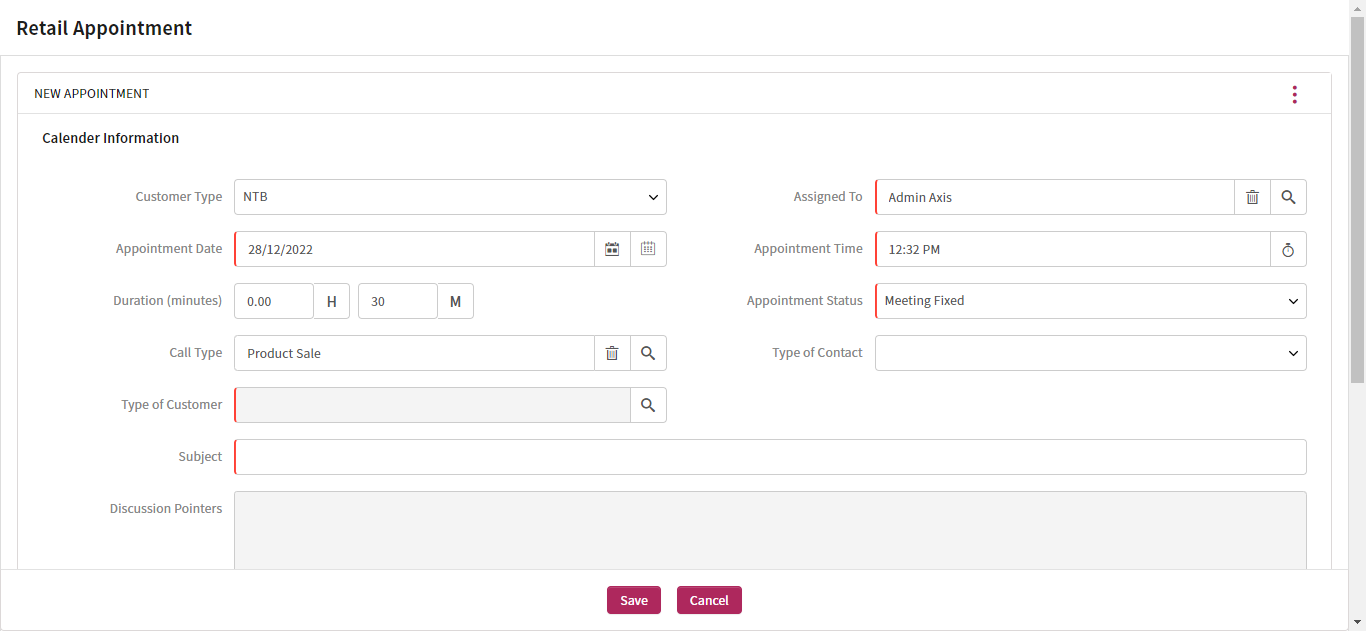 Retail Appointment
NEW APPOINTMENT
Calender Information
Customer Type NTB Assigned To Admin Axis
Appointment Date 28/12/2022 Appointment Time 12:32 PM
Duration (minutes) 0.00 H 30 M Appointment Status Meeting Fixed
Call Type Product Sale Type of Contact
Type of Customer
Subject
Discussion Pointers
Save Cancel